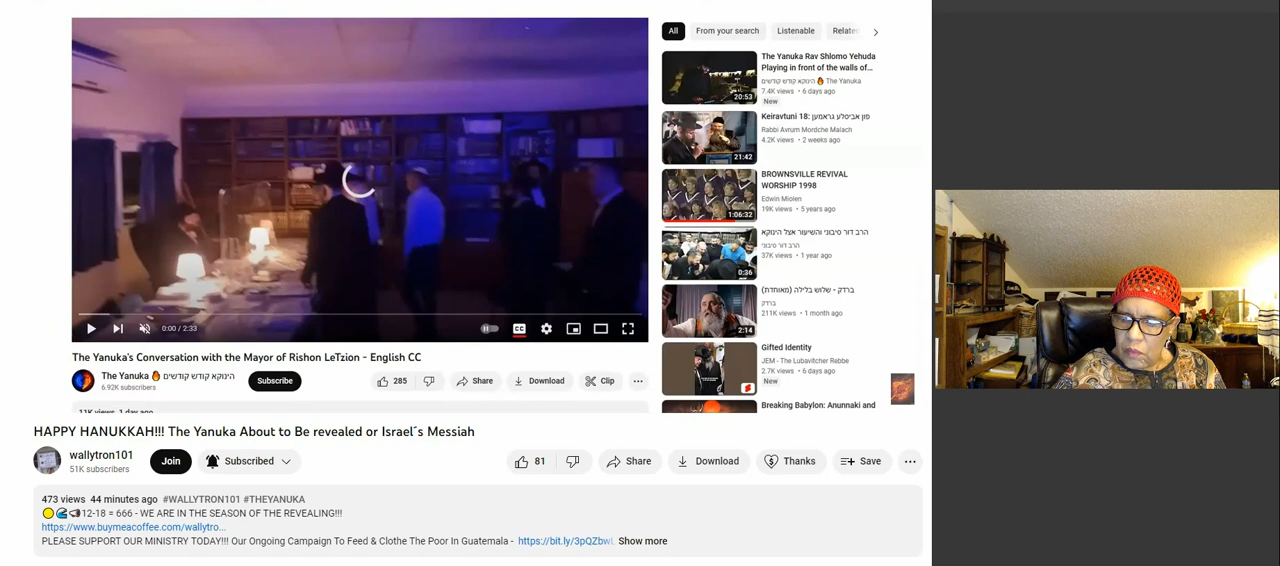 All
From your search
Listenable
The Yanuka Rav Shlomo Yehuda
Playing in front of the walls of...
הינוקא קודש קודשים 🔥 The Yanuka
7.4K views • 6 days ago
New
20:53
Keiravtuni 18: פון אביסלע גראמען
Rabbi Avrum Mordche Malach
4.2K views • 2 weeks ago
21:42
BROWNSVILLE REVIVAL
WORSHIP 1998
Edwin Miolen
19K views • 5 years ago
1:06:32
הרב דור סיבוני והשיעור אצל הינוקא
הרב דור סיבוני
37K views • 1 year ago
0:36
ברדק - שלוש בלילה (מאוחדת)
ברדק
211K views • 1 month ago
2:14
Gifted Identity
JEM - The Lubavitcher Rebbe
2.7K views • 6 days ago
New
Breaking Babylon: Anunnaki and
0:00 / 2:33
CC
The Yanuka's Conversation with the Mayor of Rishon LeTzion - English CC
The Yanuka 🔥 הינוקא קודש קודשים
6.92K subscribers
Subscribe
285
Share
Download
Clip
11K views 1 day ago
HAPPY HANUKKAH!!! The Yanuka About to Be revealed or Israel´s Messiah
wallytron101
51K subscribers
Join
Subscribed
81
Share
Download
Thanks
Save
473 views 44 minutes ago #WALLYTRON101 #THEYANUKA
🟡🌊📢12-18 = 666 - WE ARE IN THE SEASON OF THE REVEALING!!!
https://www.buymeacoffee.com/wallytro...
PLEASE SUPPORT OUR MINISTRY TODAY!!! Our Ongoing Campaign To Feed & Clothe The Poor In Guatemala - https://bit.ly/3pQZbw Show more